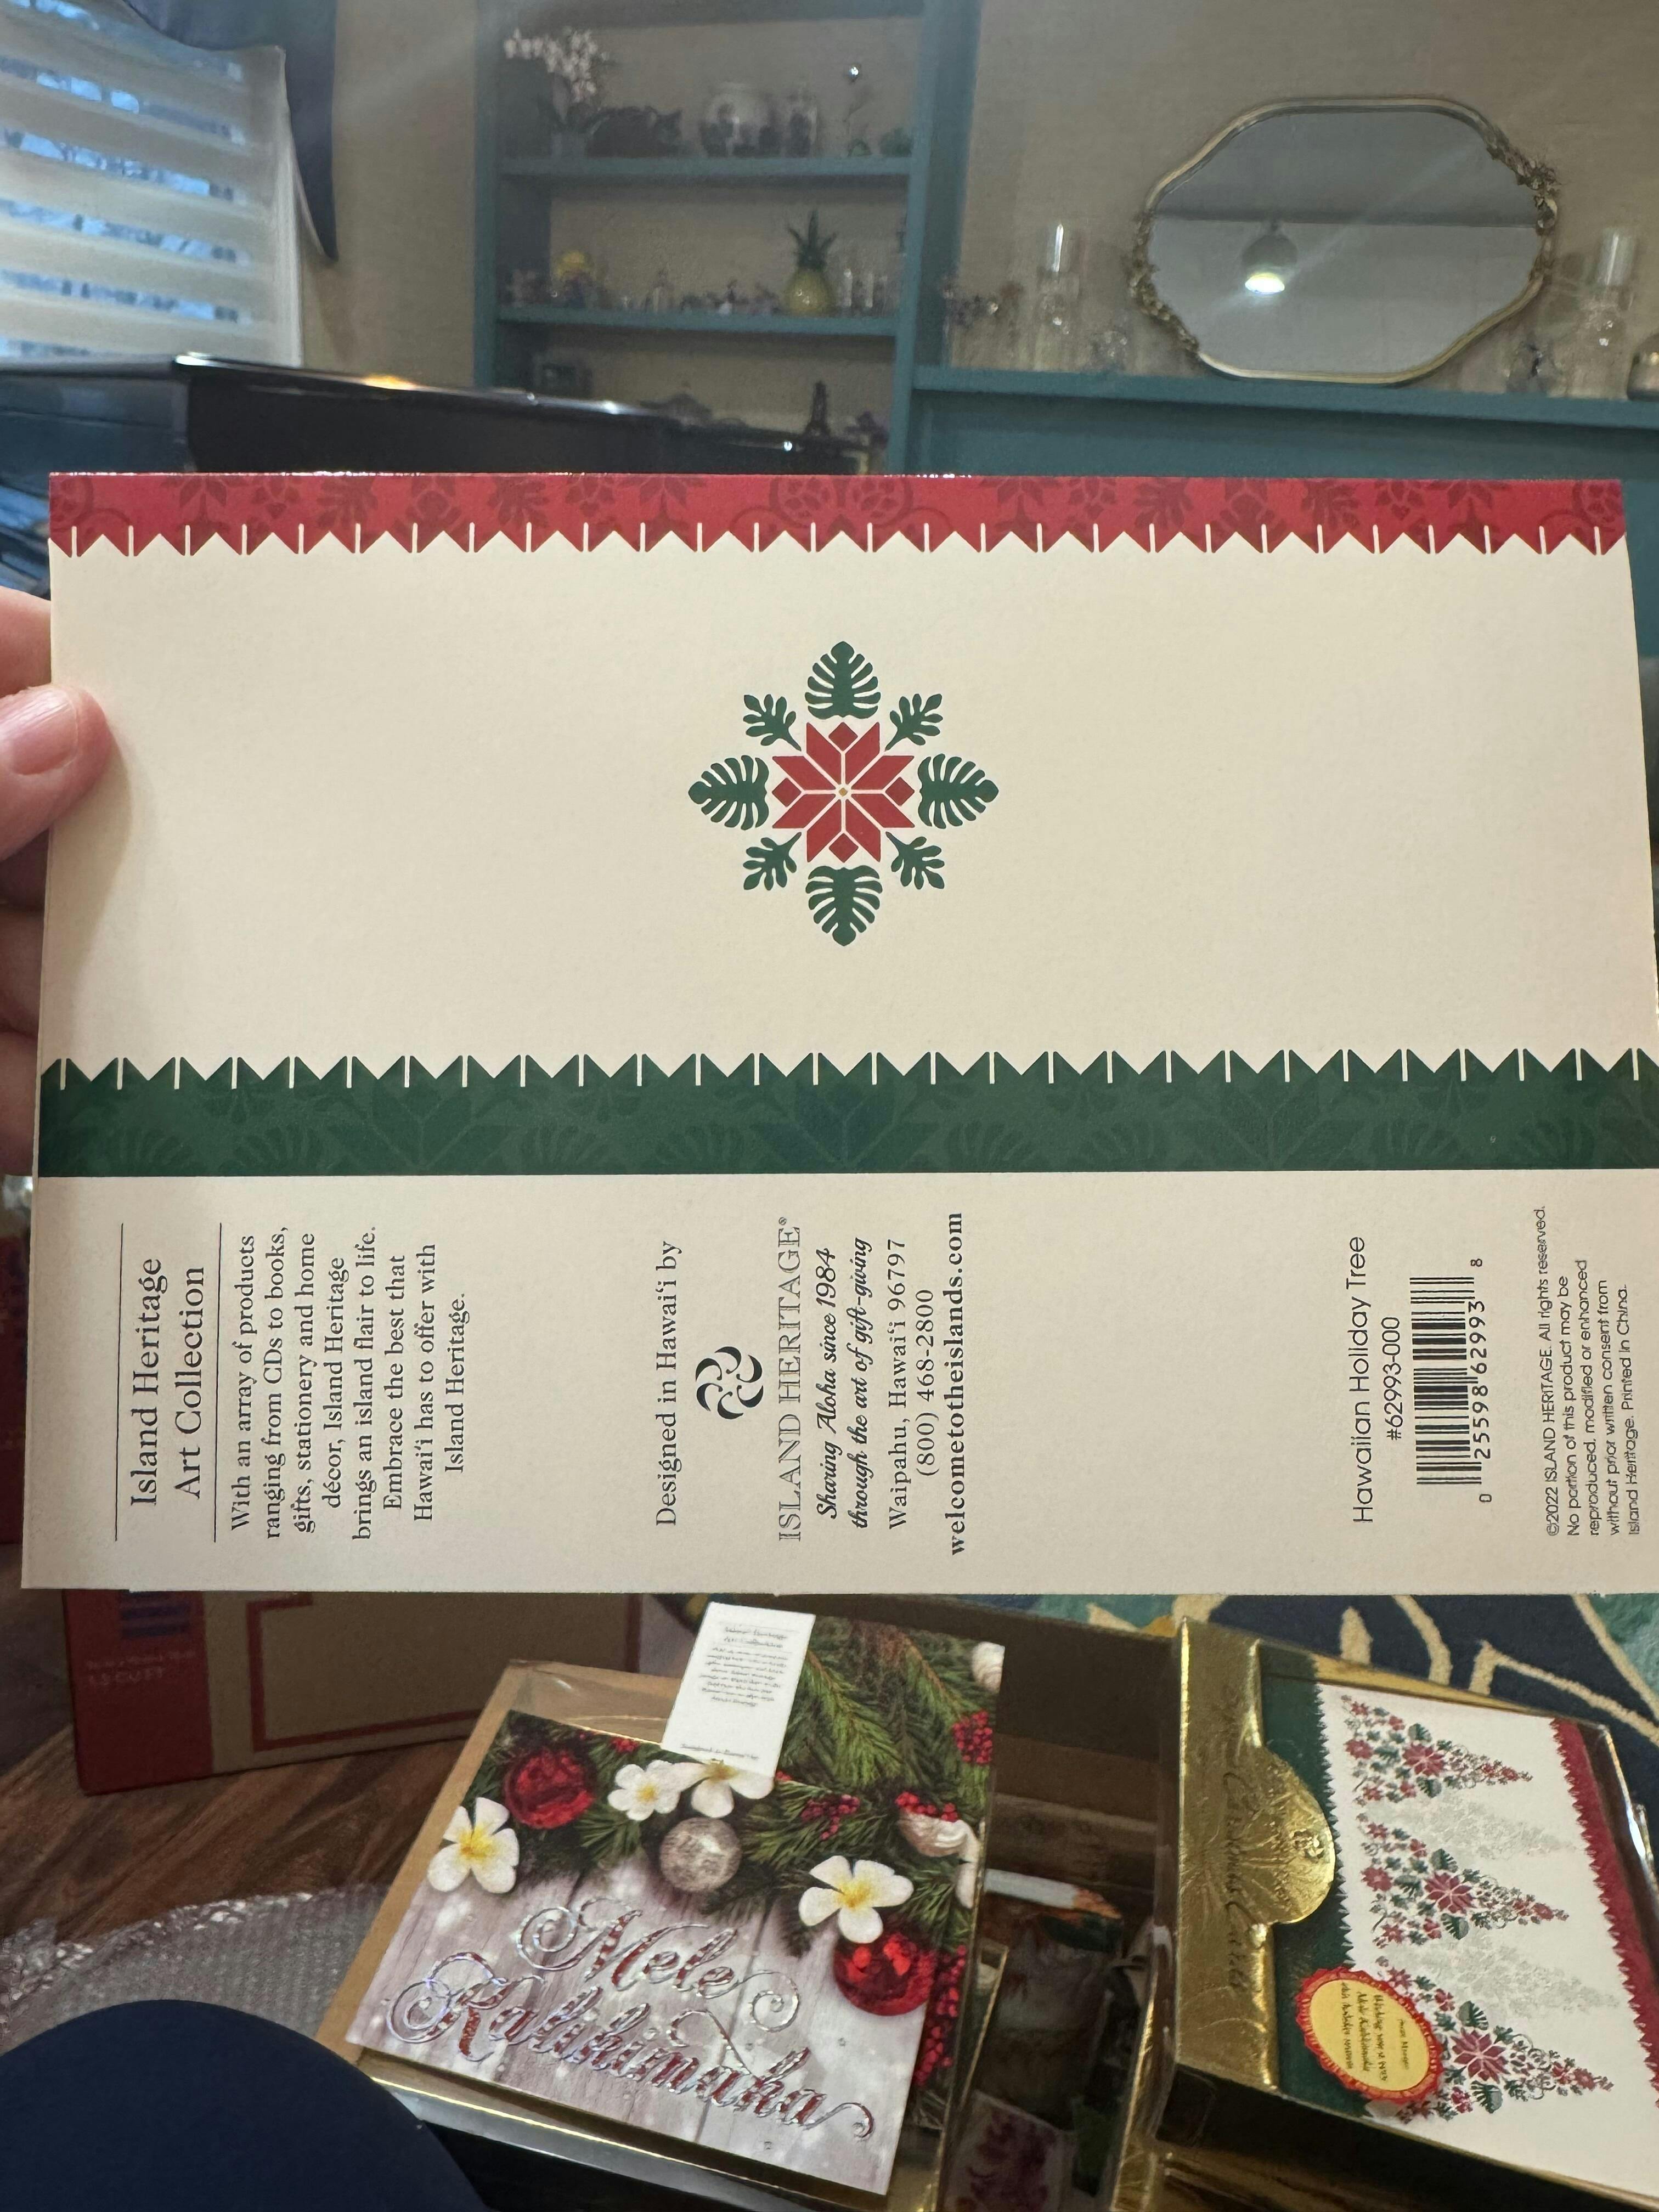 Island Heritage
Art Collection
With an array of products
ranging from CDs to books,
gifts, stationery and home
décor, Island Heritage
brings an island flair to life.
Embrace the best that
Hawai‘i has to offer with
Island Heritage.
Designed in Hawai‘i by
ISLAND HERITAGE®
Sharing Aloha since 1984
through the art of gift-giving
Waipahu, Hawai‘i 96797
(800) 468-2800
welcometotheislands.com
Hawaiian Holiday Tree
#62993-000
0 25598 62993 8
©2022 ISLAND HERITAGE. All rights reserved.
No portion of this product may be
reproduced, modified or enhanced
without prior written consent from
Island Heritage. Printed in China.
1.5 CU FT
Mele
Kalikimaka